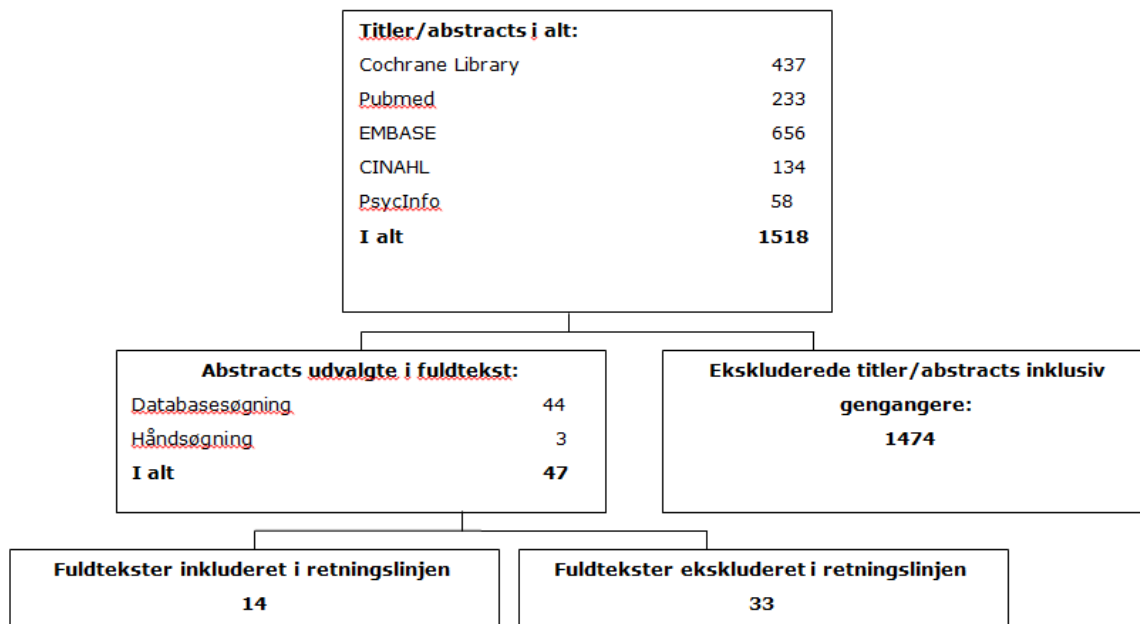 Titler/abstracts i alt:
Cochrane Library 437
Pubmed 233
EMBASE 656
CINAHL 134
PsycInfo 58
I alt 1518
Abstracts udvalgte i fuldtekst:
Databasesøgning 44
Håndsøgning 3
I alt 47
Ekskluderede titler/abstracts inklusiv
gengangere:
1474
Fuldtekster inkluderet i retningslinjen
14
Fuldtekster ekskluderet i retningslinjen
33